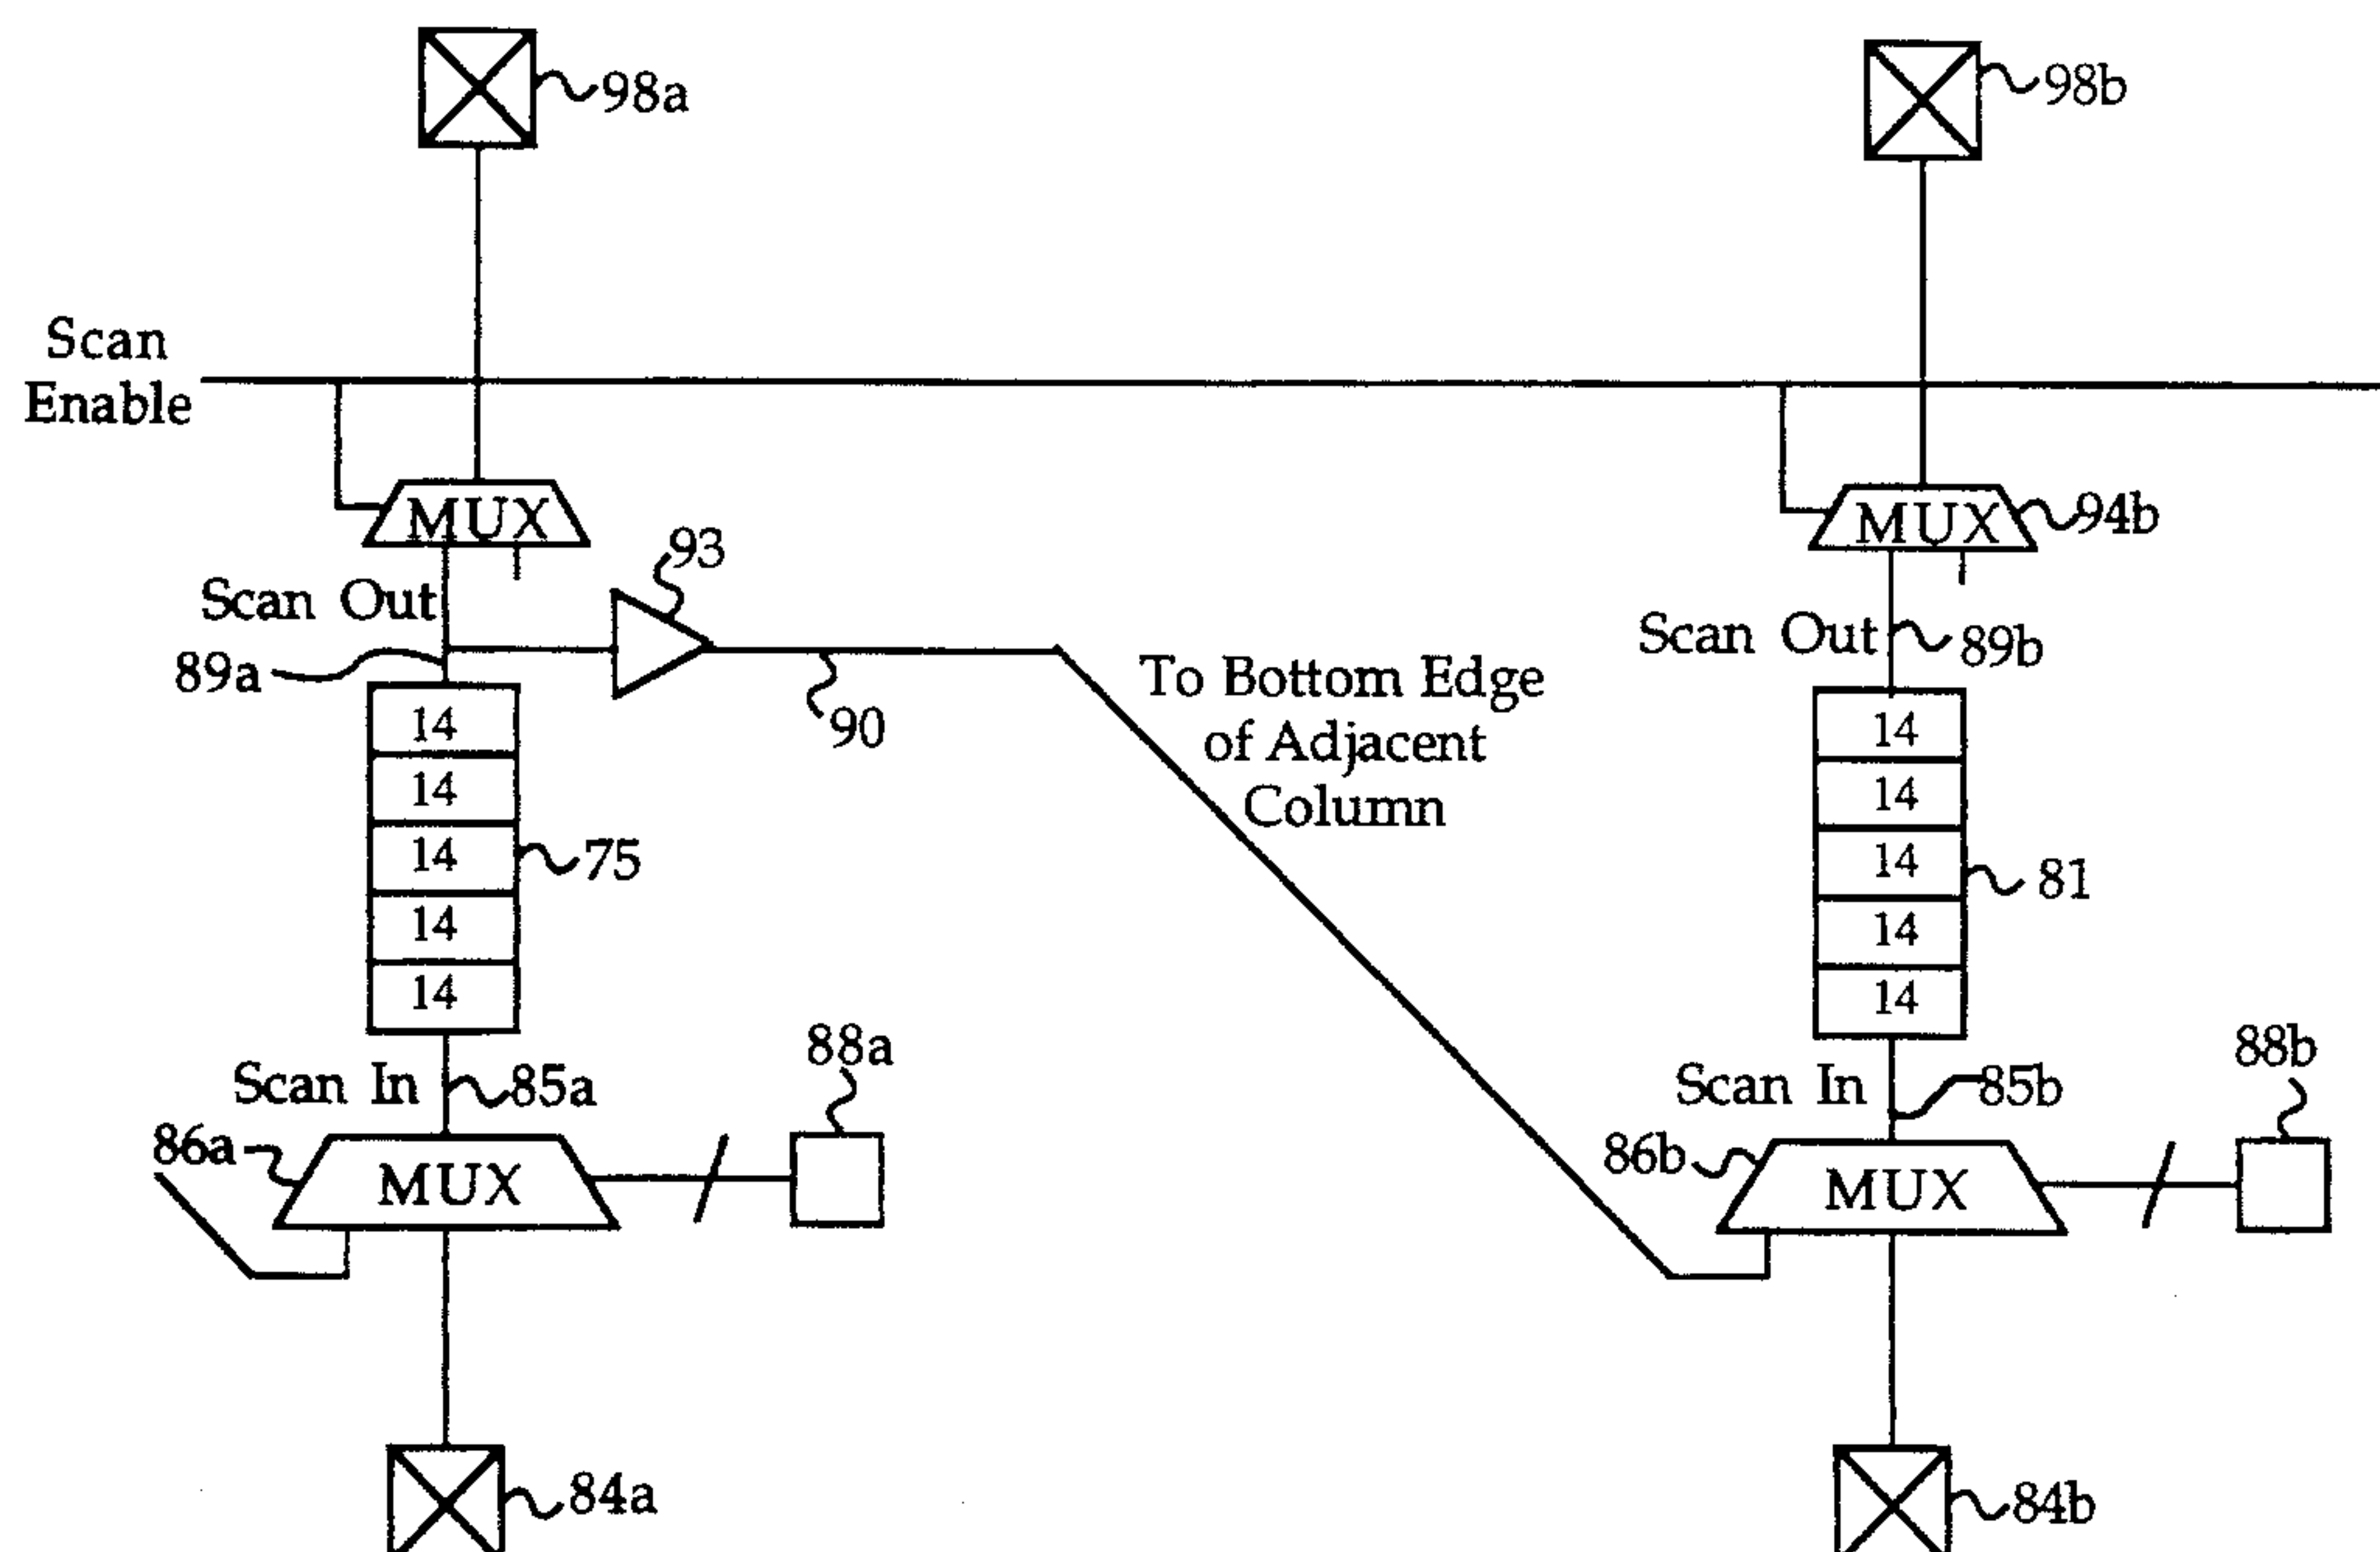 98a
98b
Scan
Enable
MUX
MUX
94b
93
Scan Out
Scan Out
89b
89a
90
To Bottom Edge
of Adjacent
Column
14
14
14
14
14
75
14
14
14
14
14
81
88a
88b
Scan In
85a
Scan In
85b
86a
86b
MUX
MUX
84a
84b